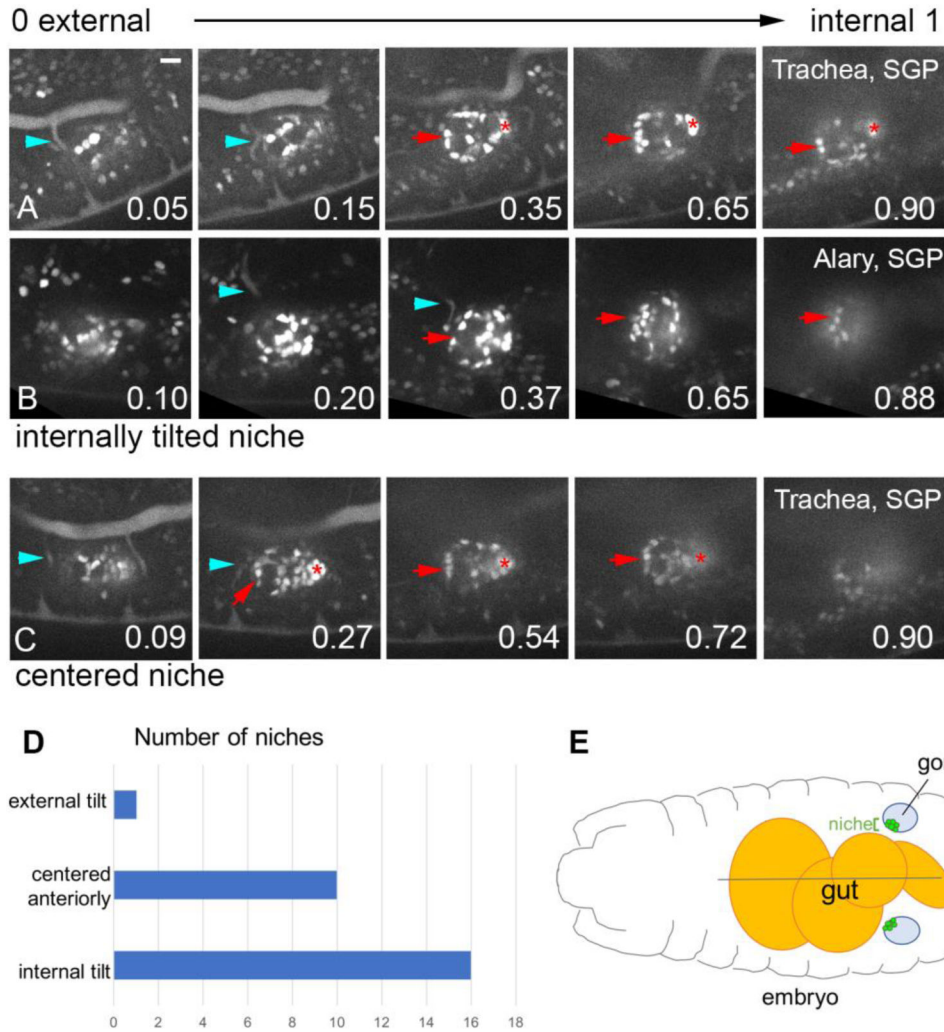 0 external internal 1
Trachea, SGP
A 0.05 0.15 0.35 0.65 0.90
Alary, SGP
B 0.10 0.20 0.37 0.65 0.88
internally tilted niche
Trachea, SGP
C 0.09 0.27 0.54 0.72 0.90
centered niche
D Number of niches
external tilt
centered
anteriorly
internal tilt
0 2 4 6 8 10 12 14 16 18
E
go
niche
gut
embryo